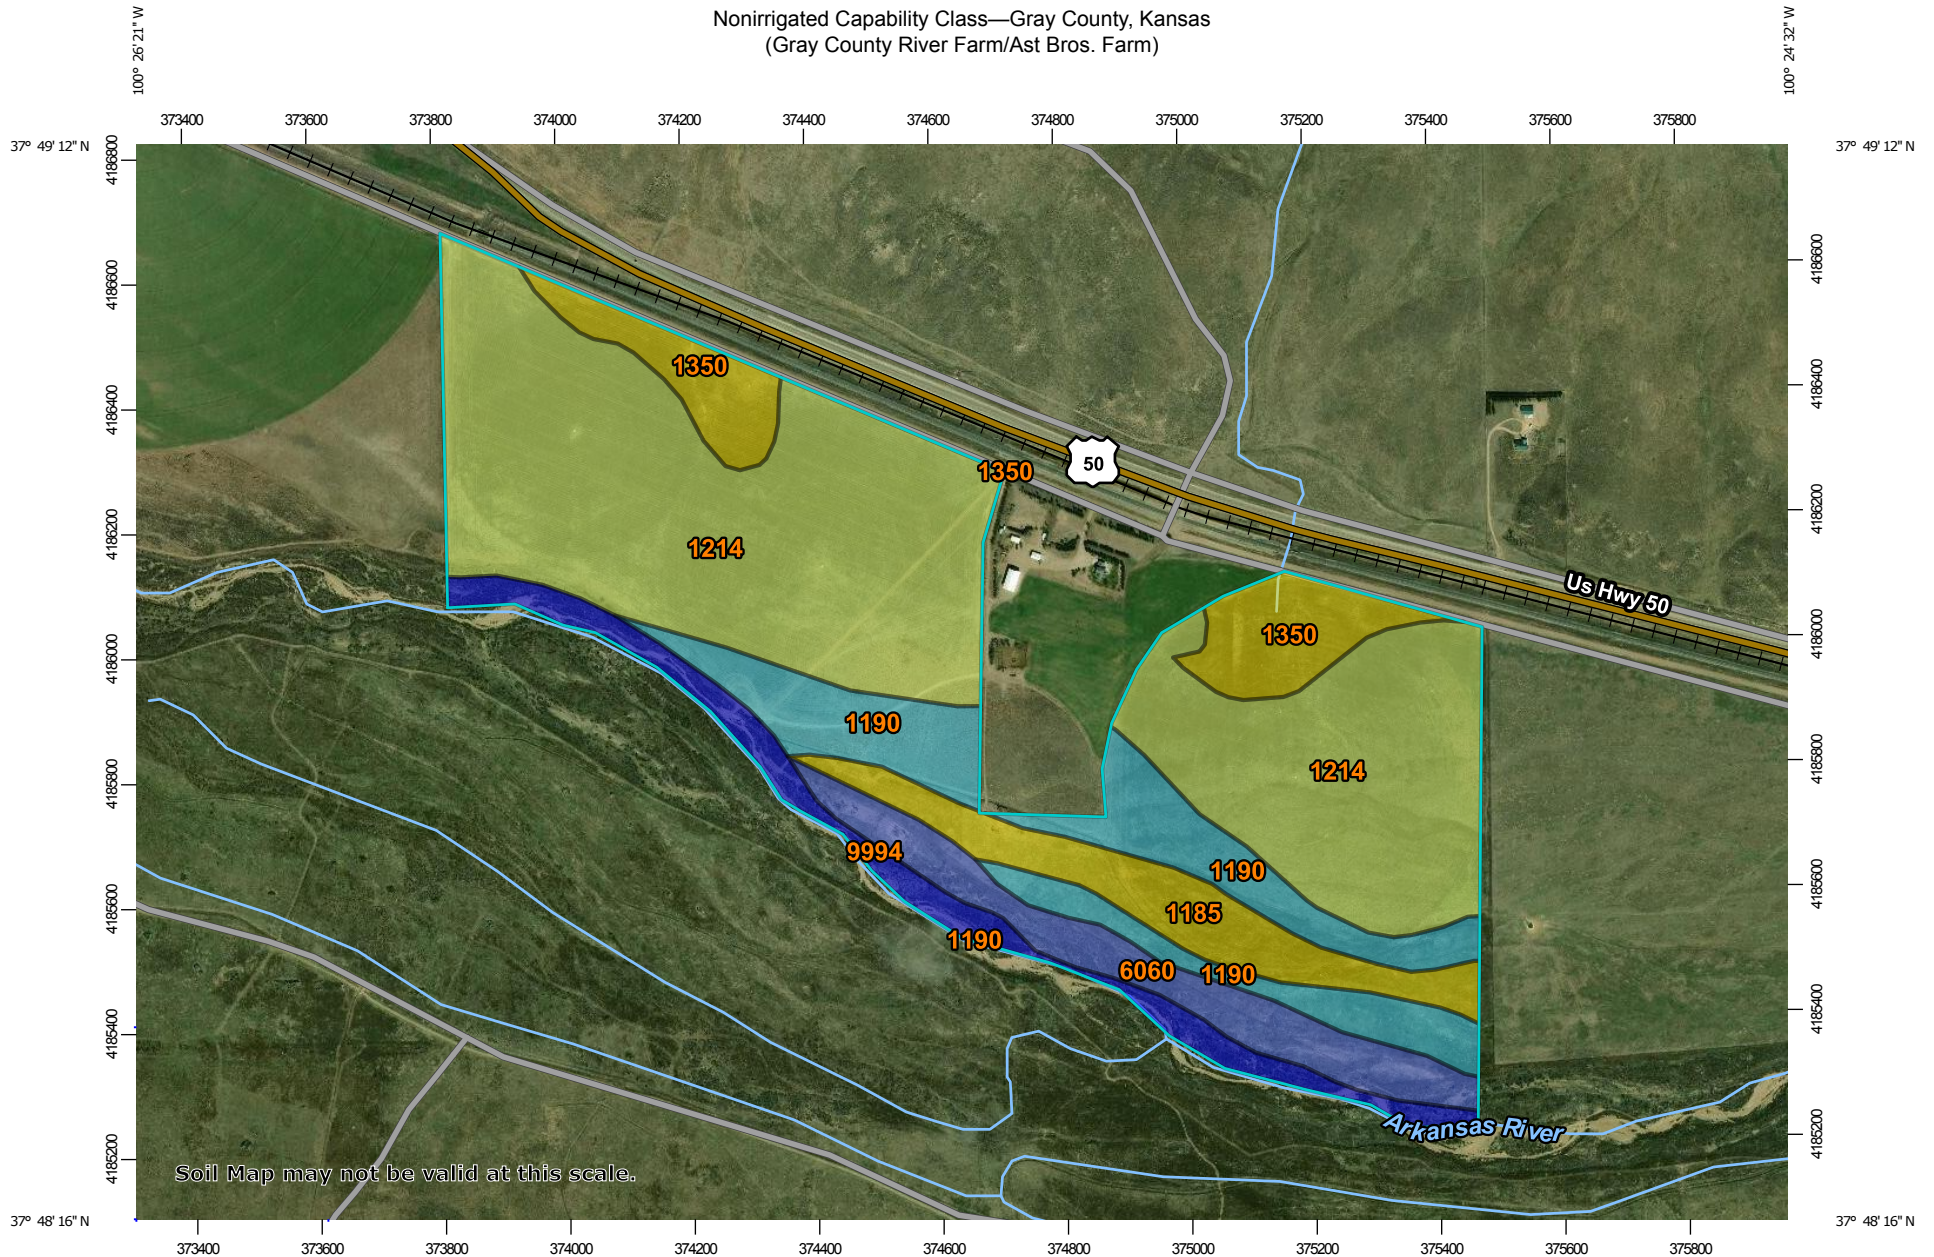 Nonirrigated Capability Class—Gray County, Kansas
(Gray County River Farm/Ast Bros. Farm)
100° 26' 21" W
100° 24' 32" W
373400 373600 373800 374000 374200 374400 374600 374800 375000 375200 375400 375600 375800
37° 49' 12" N
37° 49' 12" N
4186800
4186600
4186600
1350
4186400
4186400
50
1350
4186200
4186200
1214
Us Hwy 50
1350
4186000
4186000
1190
1214
4185800
4185800
9994
1190
1185
4185600
4185600
1190
6060
1190
4185400
4185400
Arkansas River
4185200
4185200
Soil Map may not be valid at this scale.
37° 48' 16" N
37° 48' 16" N
373400 373600 373800 374000 374200 374400 374600 374800 375000 375200 375400 375600 375800